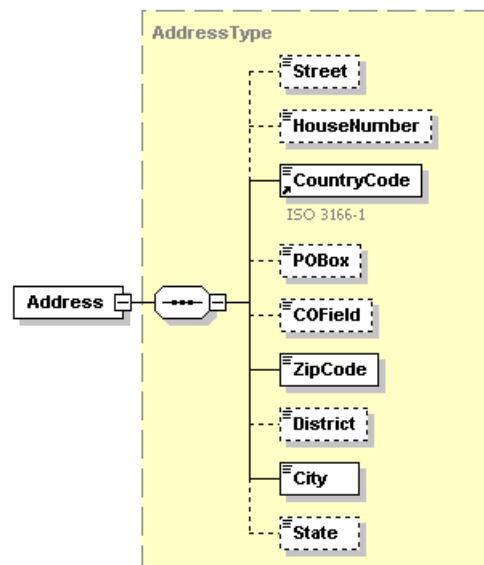 AddressType
Street
HouseNumber
CountryCode
ISO 3166-1
POBox
Address
COField
ZipCode
District
City
State